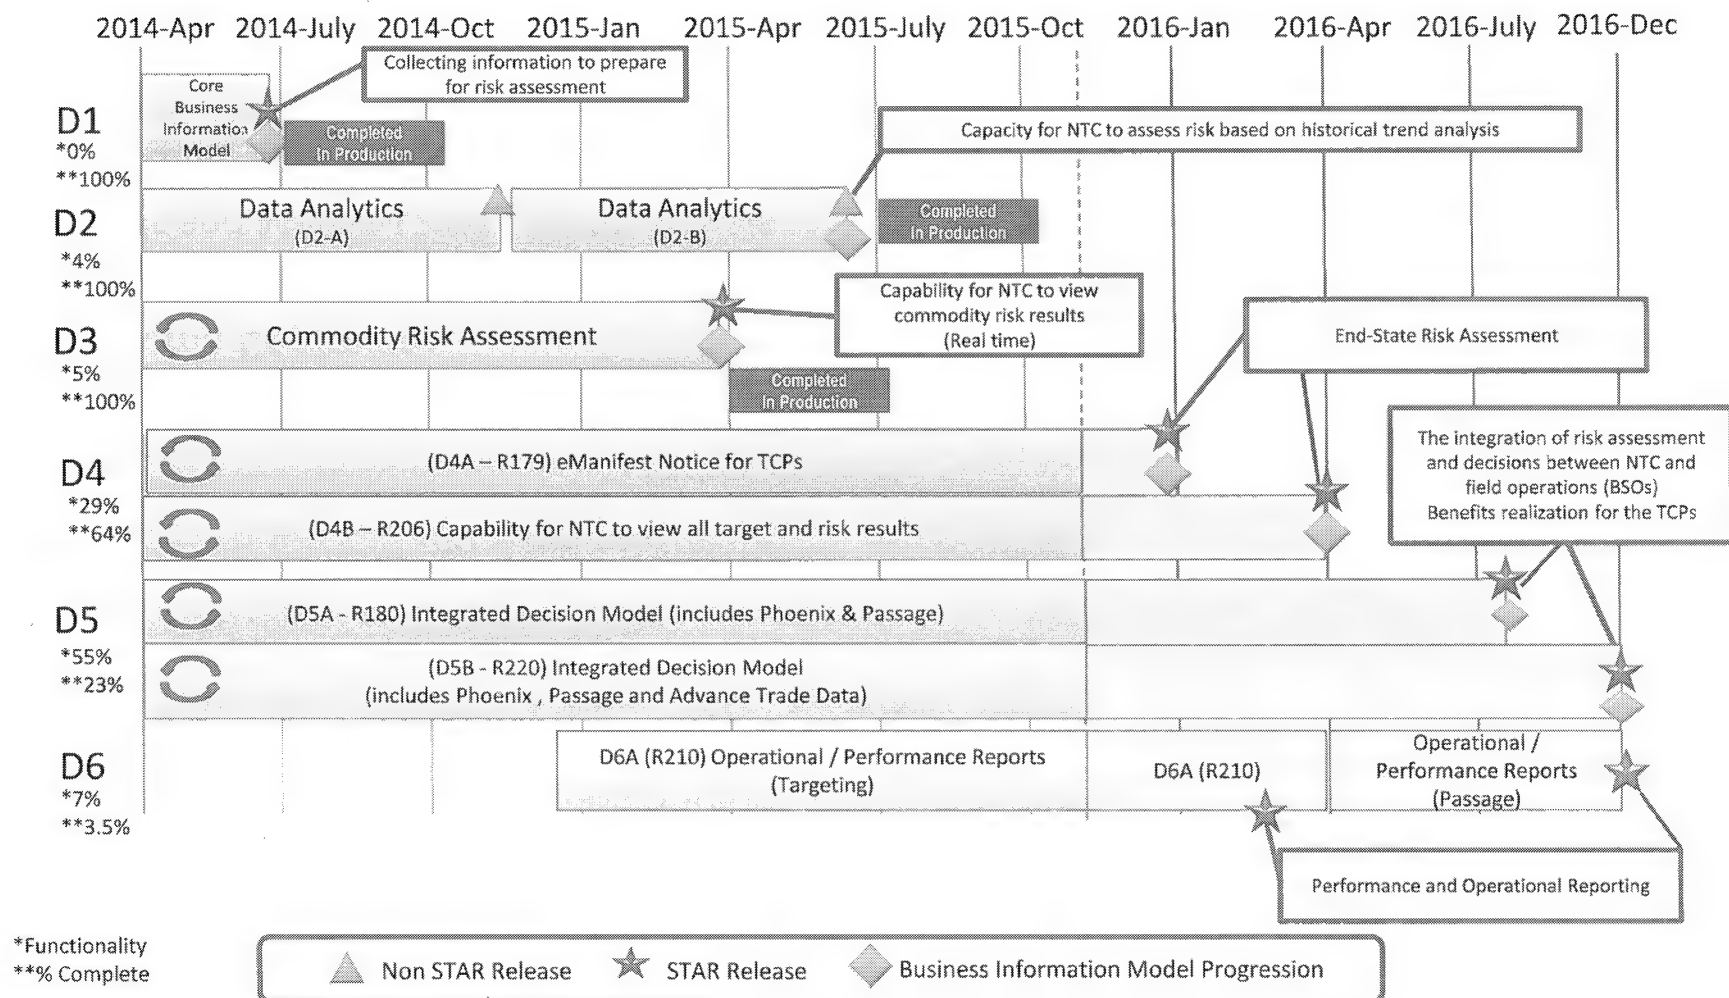 2014-Apr 2014-July 2014-Oct 2015-Jan 2015-Apr 2015-July 2015-Oct 2016-Jan 2016-Apr 2016-July 2016-Dec
Collecting information to prepare
for risk assessment
Core
Business
Information
Model
D1
*0%
**100%
Completed
In Production
Capacity for NTC to assess risk based on historical trend analysis
D2
*4%
**100%
Data Analytics
(D2-A)
Data Analytics
(D2-B)
Completed
In Production
D3
*5%
**100%
Commodity Risk Assessment
Capability for NTC to view
commodity risk results
(Real time)
Completed
In Production
End-State Risk Assessment
D4
*29%
**64%
(D4A – R179) eManifest Notice for TCPs
(D4B – R206) Capability for NTC to view all target and risk results
The integration of risk assessment
and decisions between NTC and
field operations (BSOs)
Benefits realization for the TCPs
D5
*55%
**23%
(D5A - R180) Integrated Decision Model (includes Phoenix & Passage)
(D5B - R220) Integrated Decision Model
(includes Phoenix , Passage and Advance Trade Data)
D6
*7%
**3.5%
D6A (R210) Operational / Performance Reports
(Targeting)
D6A (R210)
Operational /
Performance Reports
(Passage)
Performance and Operational Reporting
*Functionality
**% Complete
Non STAR Release
STAR Release
Business Information Model Progression